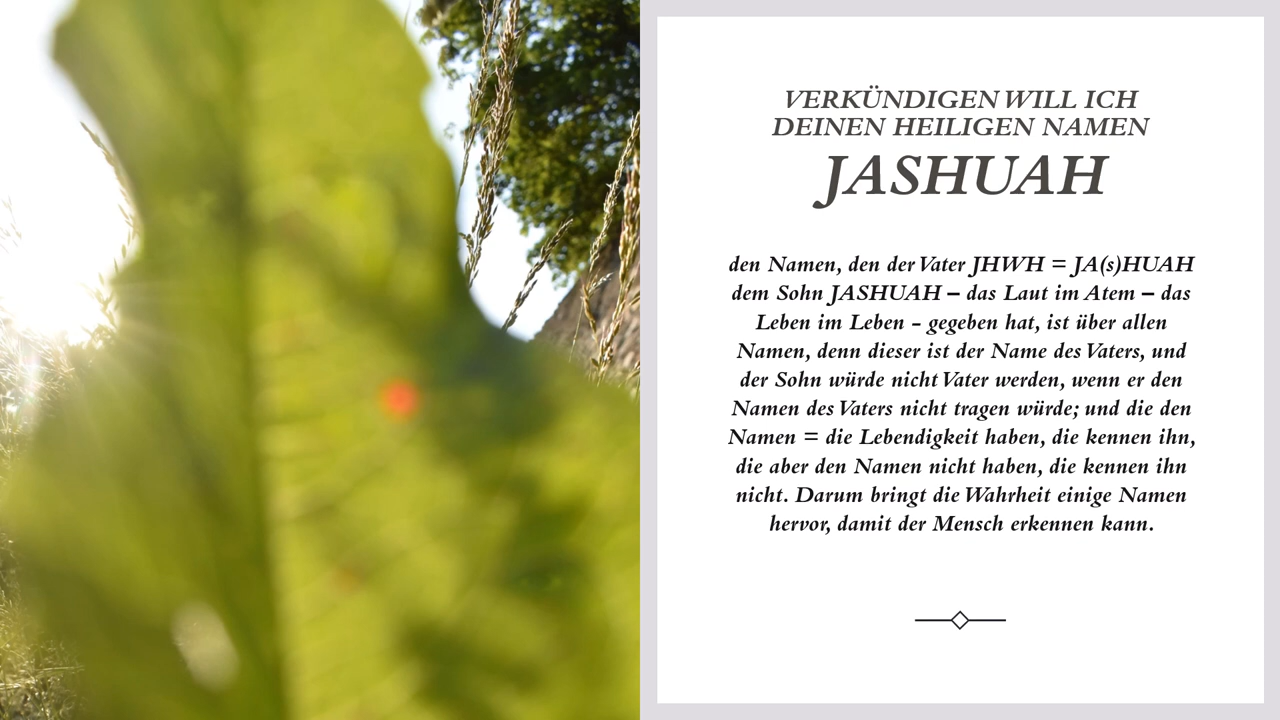 VERKÜNDIGEN WILL ICH
DEINEN HEILIGEN NAMEN
JASHUAH
den Namen, den der Vater JHWH = JA(s)HUAH
dem Sohn JASHUAH – das Laut im Atem – das
Leben im Leben - gegeben hat, ist über allen
Namen, denn dieser ist der Name des Vaters, und
der Sohn würde nicht Vater werden, wenn er den
Namen des Vaters nicht tragen würde; und die den
Namen = die Lebendigkeit haben, die kennen ihn,
die aber den Namen nicht haben, die kennen ihn
nicht. Darum bringt die Wahrheit einige Namen
hervor, damit der Mensch erkennen kann.